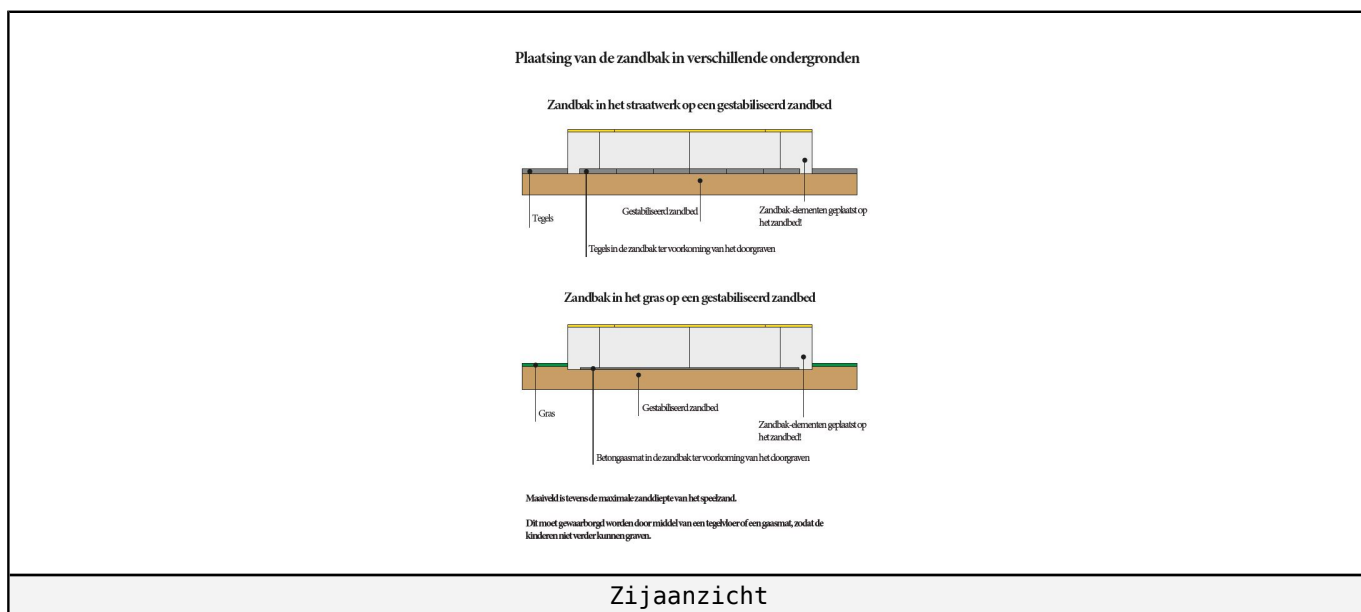 Plaatsing van de zandbak in verschillende ondergronden
Zandbak in het straatwerk op een gestabiliseerd zandbed
Tegels
Gestabiliseerd zandbed
Zandbak-elementen geplaatst op
het zandbed!
Tegels in de zandbak ter voorkoming van het doorgraven
Zandbak in het gras op een gestabiliseerd zandbed
Gras
Gestabiliseerd zandbed
Zandbak-elementen geplaatst op
het zandbed!
Betongaasmat in de zandbak ter voorkoming van het doorgraven
Maaiveld is tevens de maximale zanddiepte van het speelzand.
Dit moet gewaarborgd worden door middel van een tegelvloer of een gaasmat, zodat de
kinderen niet verder kunnen graven.
Zijaanzicht